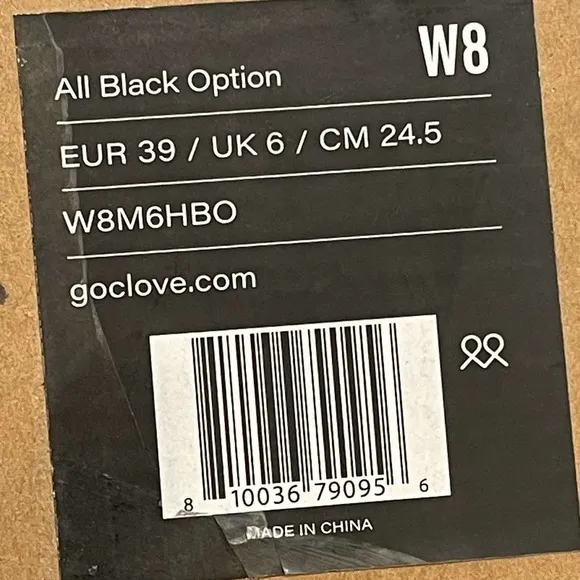 W8
All Black Option
EUR 39 / UK 6 / CM 24.5
W8M6HBO
goclove.com
8 10036 79095 6
MADE IN CHINA